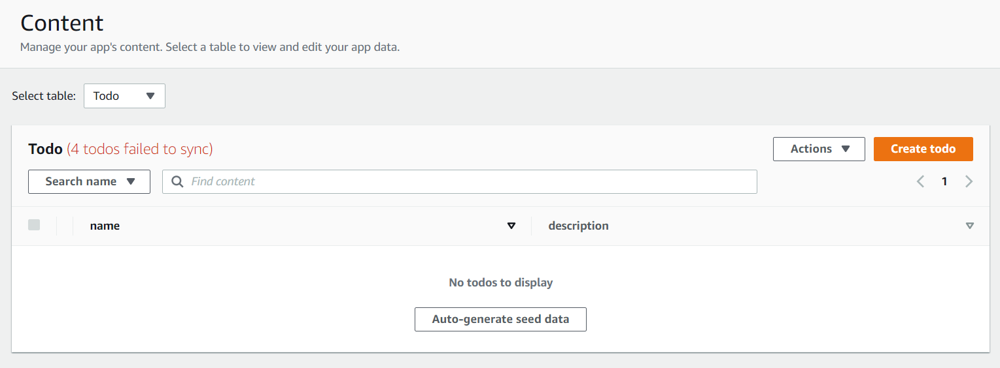 Content
Manage your app's content. Select a table to view and edit your app data.
Select table: Todo
Todo (4 todos failed to sync) Actions Create todo
Search name Find content 1
name description
No todos to display
Auto-generate seed data